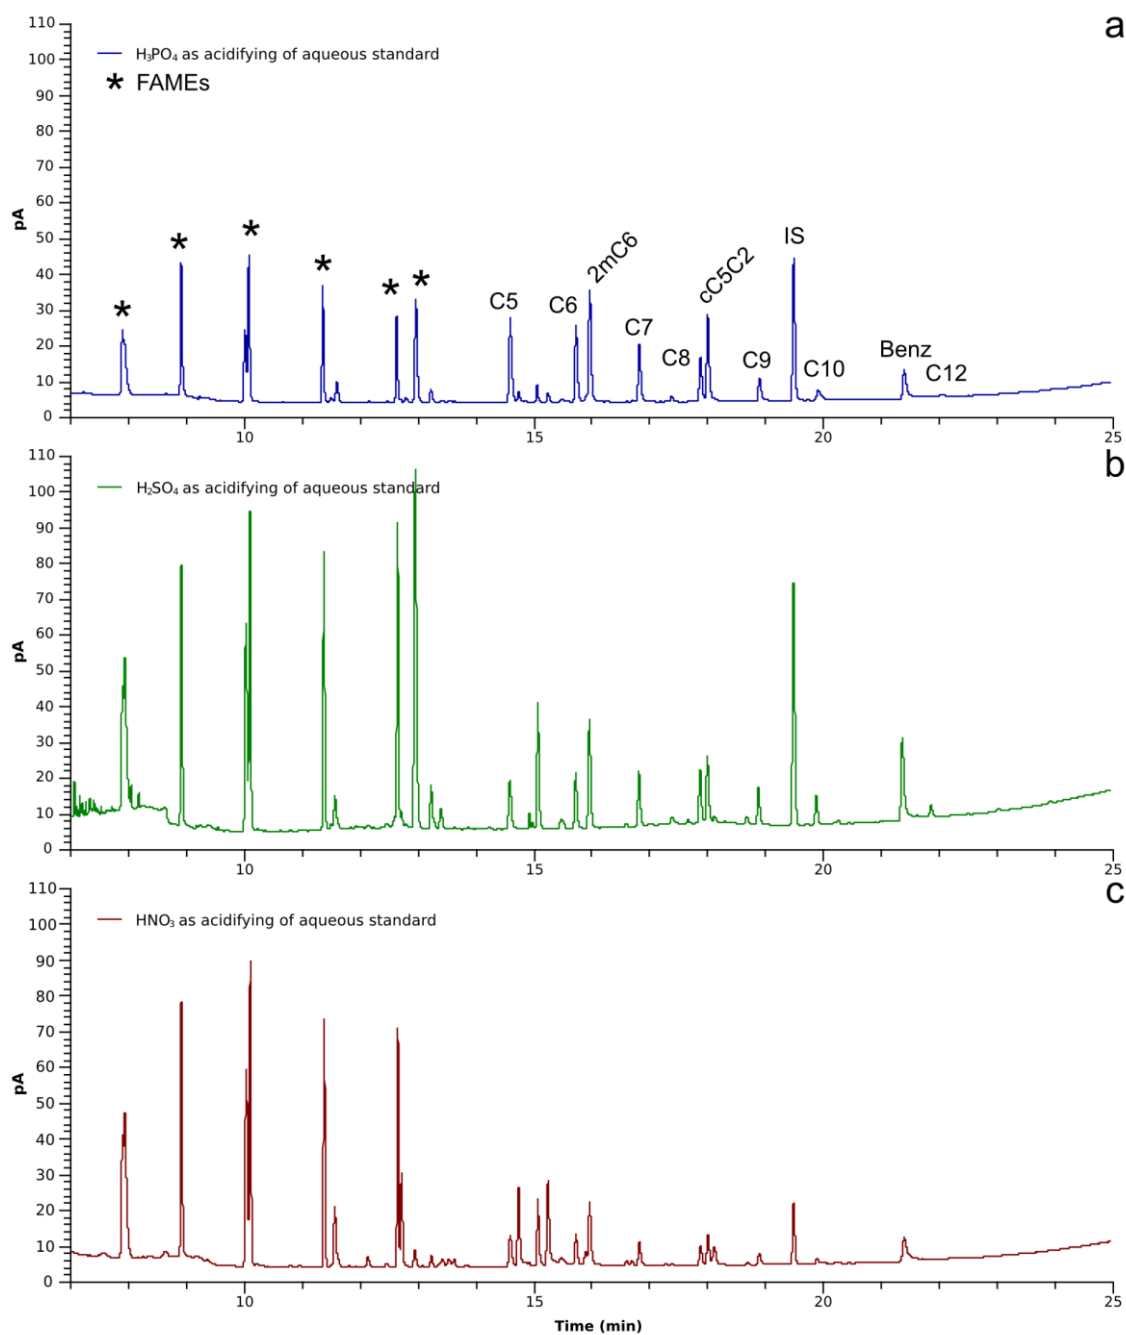 a
110
100
90
80
70
60
50
40
30
20
10
0
pA
H₃PO₄ as acidifying of aqueous standard
* FAMEs
*
*
*
*
*
*
C5
C6
2mC6
C7
C8
cC5C2
C9
IS
C10
Benz
C12
10
15
20
25
b
110
100
90
80
70
60
50
40
30
20
10
0
pA
H₂SO₄ as acidifying of aqueous standard
10
15
20
25
c
110
100
90
80
70
60
50
40
30
20
10
0
pA
HNO₃ as acidifying of aqueous standard
10
15
20
25
Time (min)